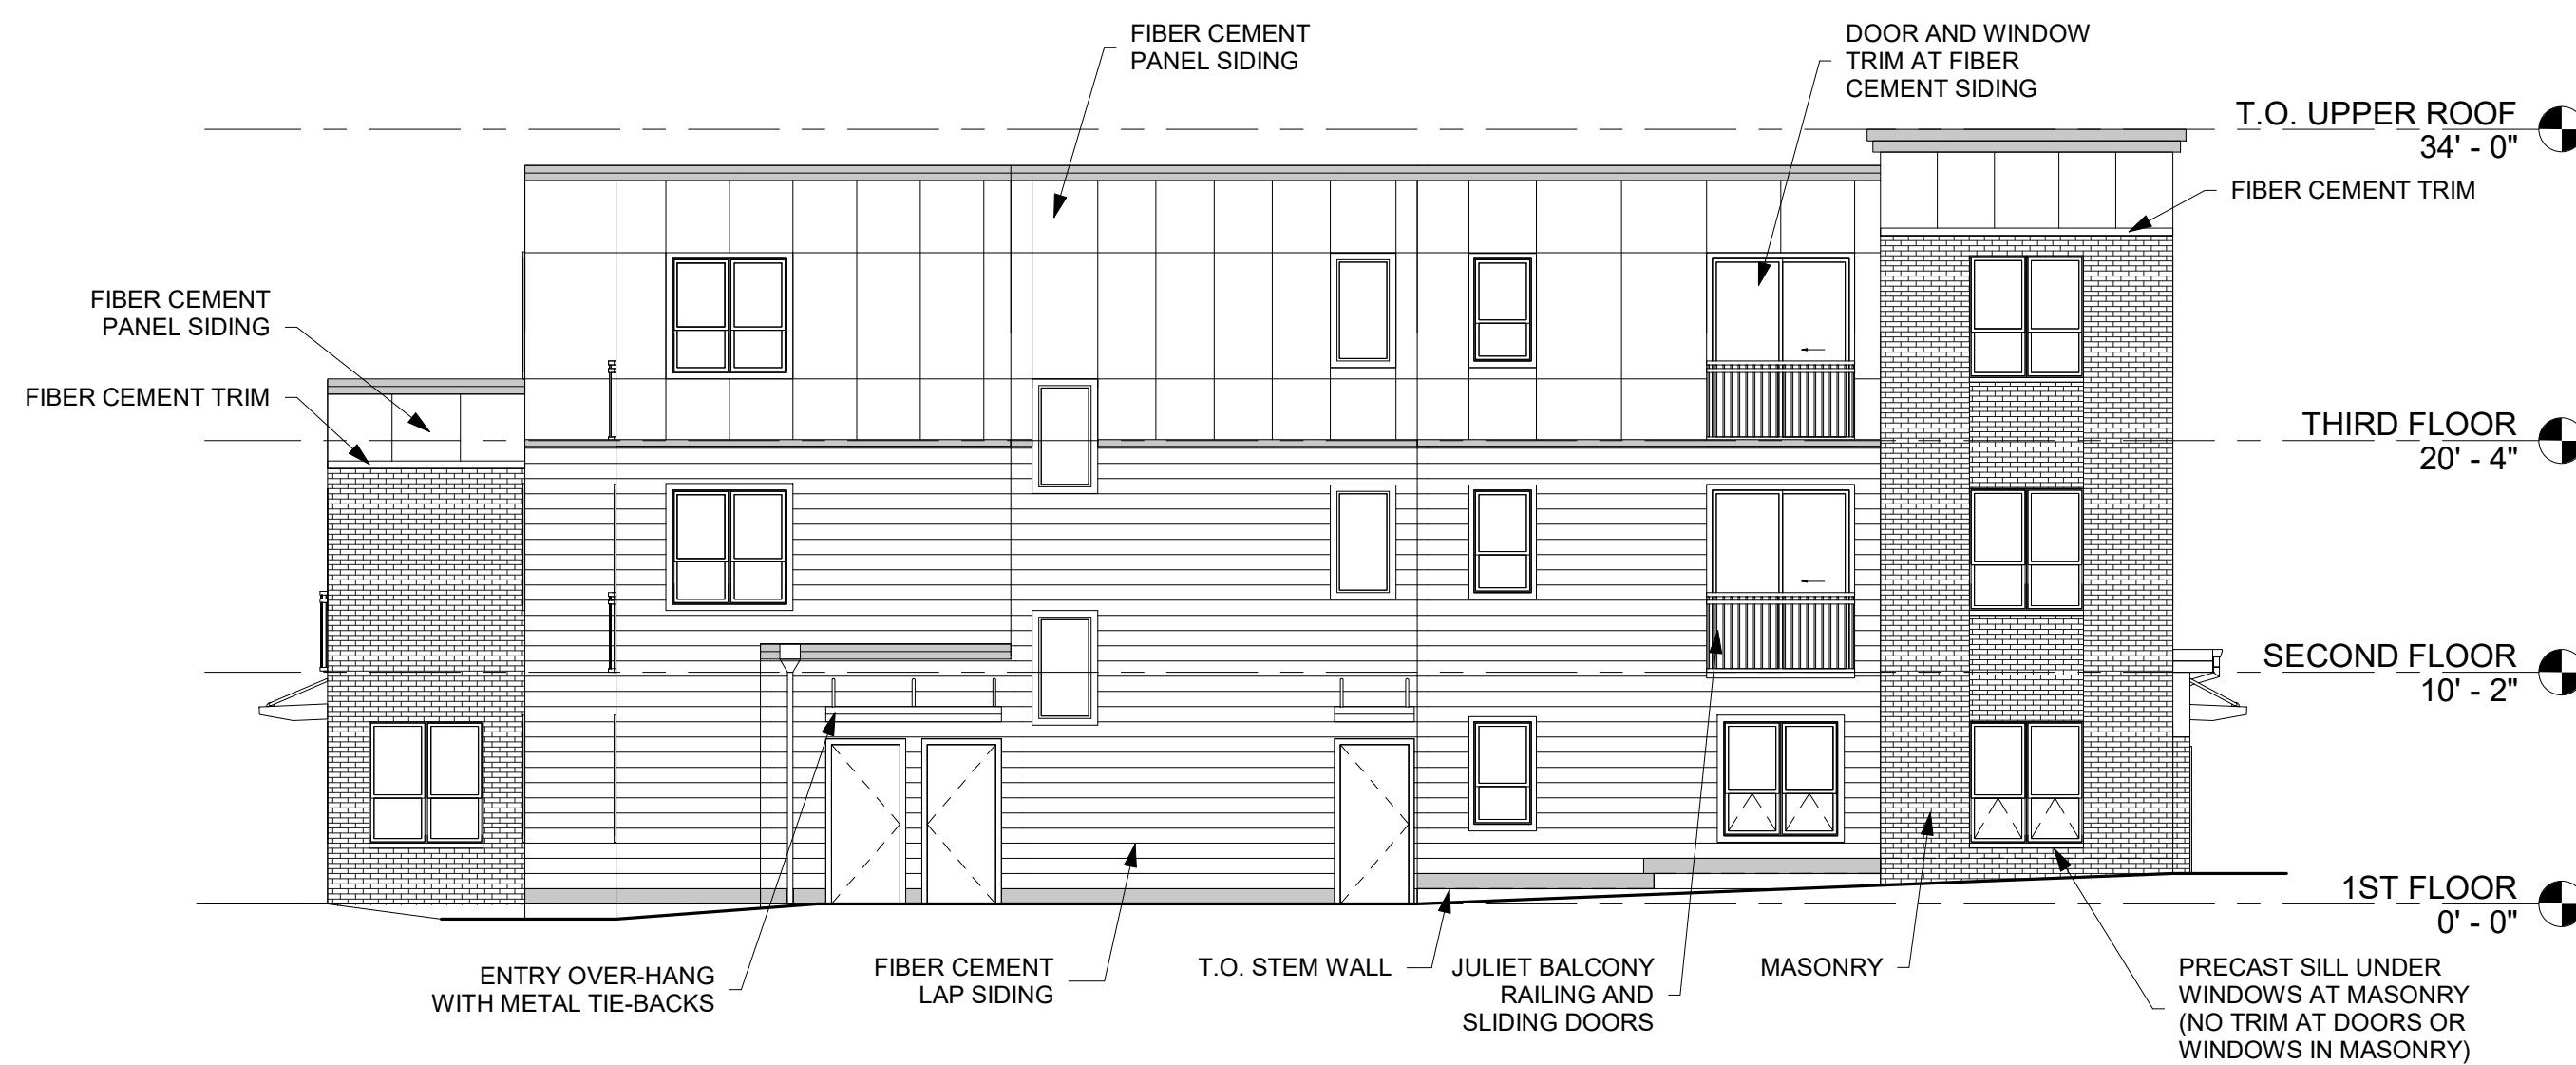 FIBER CEMENT
PANEL SIDING
DOOR AND WINDOW
TRIM AT FIBER
CEMENT SIDING
T.O. UPPER ROOF
34' - 0"
FIBER CEMENT TRIM
FIBER CEMENT
PANEL SIDING
FIBER CEMENT TRIM
THIRD FLOOR
20' - 4"
SECOND FLOOR
10' - 2"
1ST FLOOR
0' - 0"
ENTRY OVER-HANG
WITH METAL TIE-BACKS
FIBER CEMENT
LAP SIDING
T.O. STEM WALL
JULIET BALCONY
RAILING AND
SLIDING DOORS
MASONRY
PRECAST SILL UNDER
WINDOWS AT MASONRY
(NO TRIM AT DOORS OR
WINDOWS IN MASONRY)